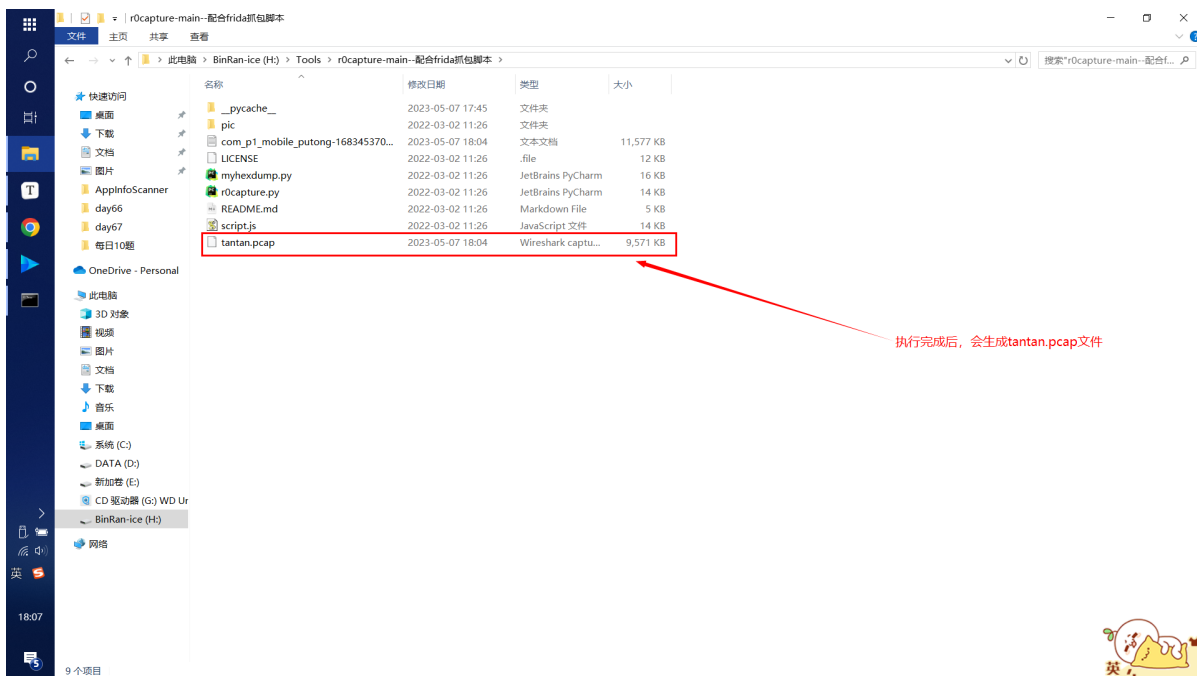 r0capture-main--配合frida抓包脚本
文件 主页 共享 查看
此电脑 > BinRan-ice (H:) > Tools > r0capture-main--配合frida抓包脚本 >
搜索"r0capture-main--配合f...
名称 修改日期 类型 大小
__pycache__ 2023-05-07 17:45 文件夹
pic 2022-03-02 11:26 文件夹
com_p1_mobile_putong-168345370... 2023-05-07 18:04 文本文档 11,577 KB
LICENSE 2022-03-02 11:26 .file 12 KB
myhexdump.py 2022-03-02 11:26 JetBrains PyCharm 16 KB
r0capture.py 2022-03-02 11:26 JetBrains PyCharm 14 KB
README.md 2022-03-02 11:26 Markdown File 5 KB
script.js 2022-03-02 11:26 JavaScript 文件 14 KB
tantan.pcap 2023-05-07 18:04 Wireshark captu... 9,571 KB
快速访问
桌面
下载
文档
图片
AppInfoScanner
day66
day67
每日10题
OneDrive - Personal
此电脑
3D 对象
视频
图片
文档
下载
音乐
桌面
系统 (C:)
DATA (D:)
新加卷 (E:)
CD 驱动器 (G:) WD Ur
BinRan-ice (H:)
网络
执行完成后，会生成tantan.pcap文件
T
英
18:07
5
9 个项目
英